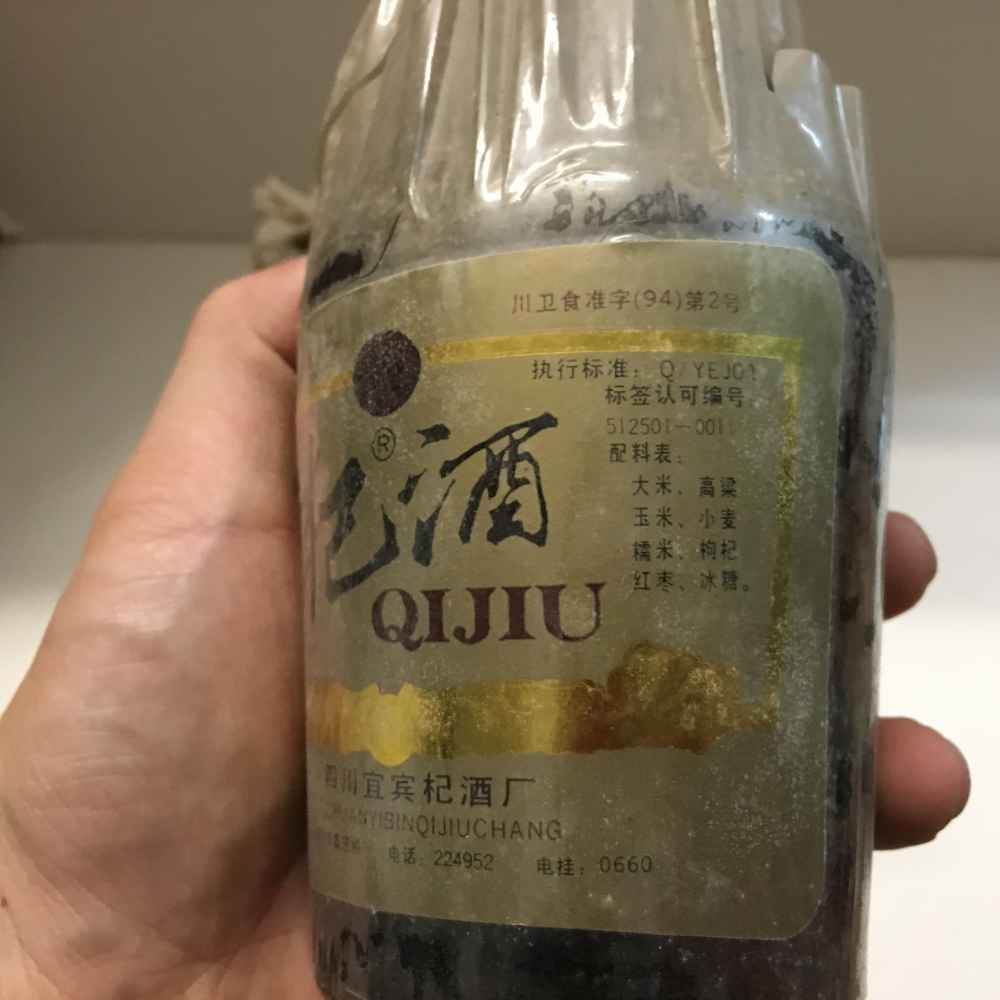 川卫食准字(94)第2号
执行标准: Q/YEJ01
标签认可编号
512501-001
配料表:
大米、高粱
玉米、小麦
糯米、枸杞
红枣、冰糖。
®
酒
QIJIU
四川宜宾杞酒厂
ANYIBINQIJIUCHANG
电话: 224952 电挂: 0660